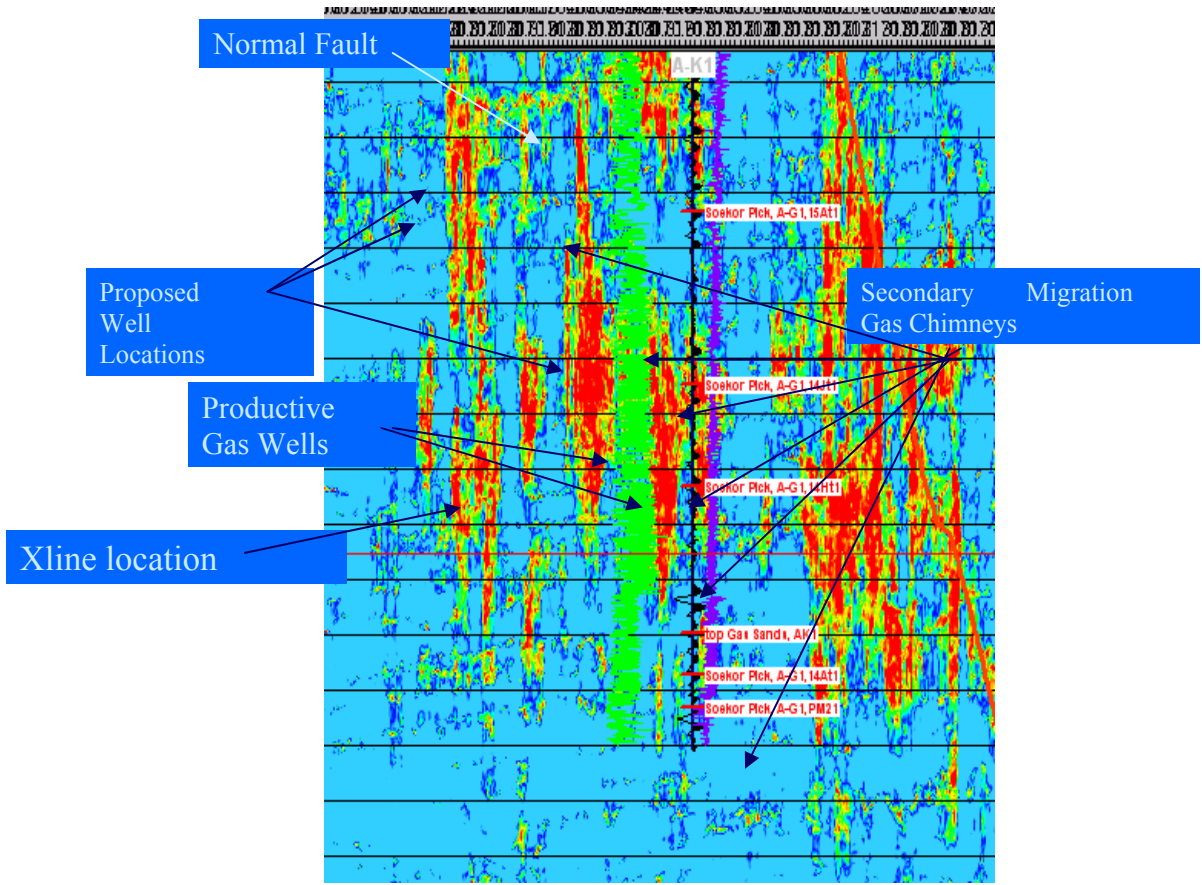 Normal Fault
A-K1
Soekor Pick, A-G1,15At1
Proposed
Well
Locations
Secondary Migration
Gas Chimneys
Soekor Pick, A-G1,14Jt1
Productive
Gas Wells
Soekor Pick, A-G1,14Ht1
Xline location
top Gas Sands, AK1
Soekor Pick, A-G1,14At1
Soekor Pick, A-G1,PM21